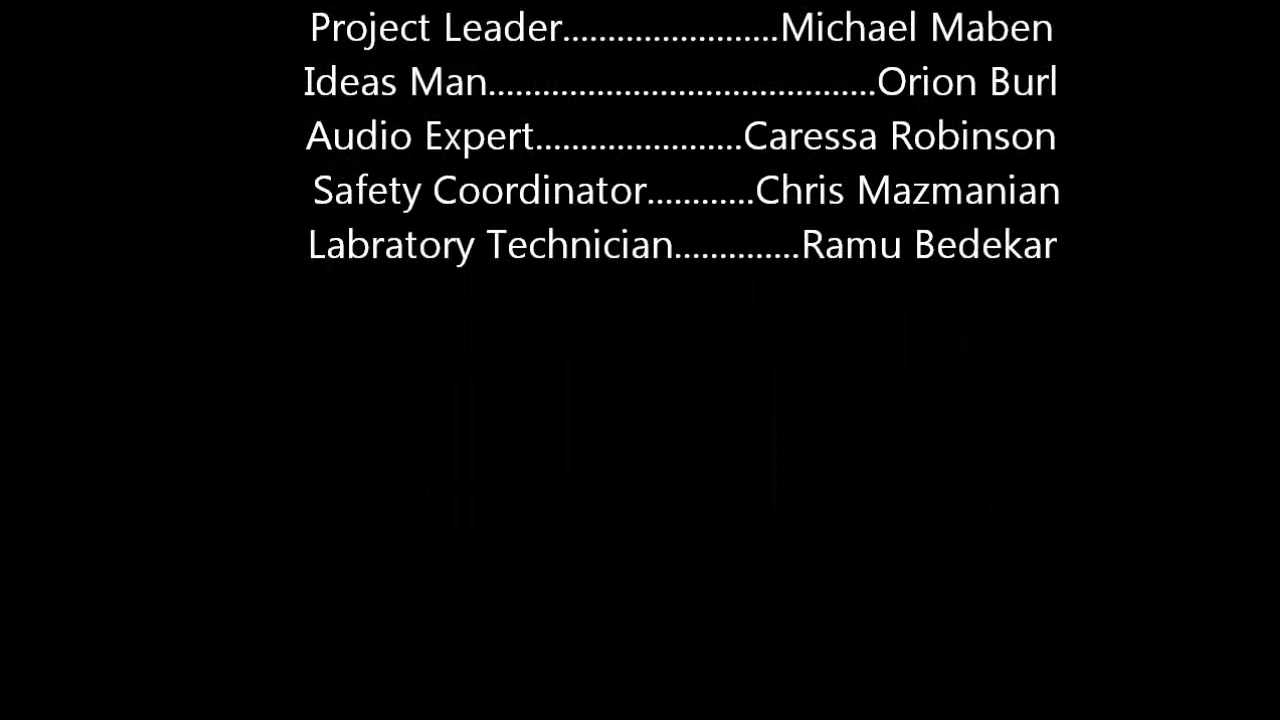 Project Leader........................Michael Maben
Ideas Man...........................................Orion Burl
Audio Expert.......................Caressa Robinson
Safety Coordinator............Chris Mazmanian
Labratory Technician..............Ramu Bedekar